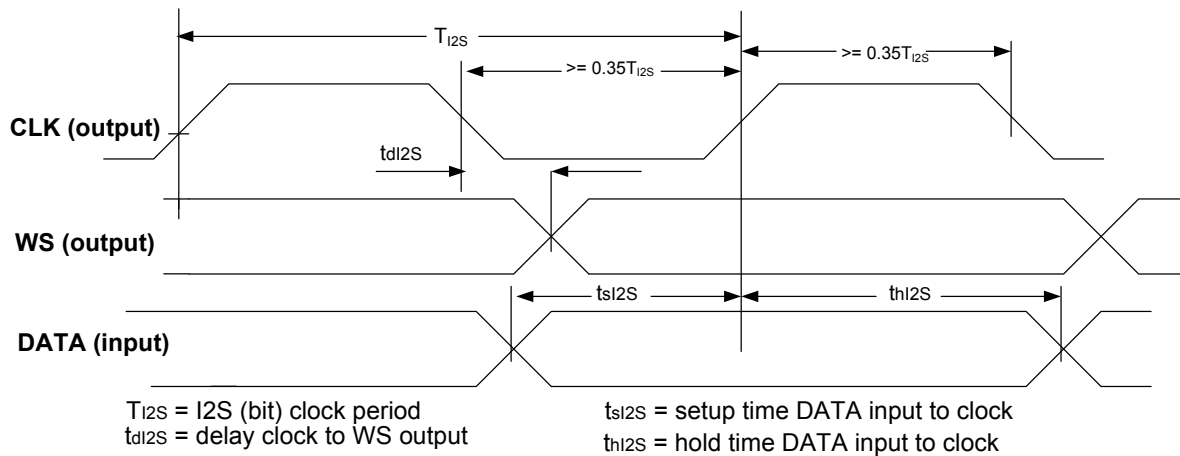 TI2S
>= 0.35TI2S
>= 0.35TI2S
CLK (output)
tdI2S
WS (output)
tsI2S
thI2S
DATA (input)
TI2S = I2S (bit) clock period
tdI2S = delay clock to WS output
tsI2S = setup time DATA input to clock
thI2S = hold time DATA input to clock